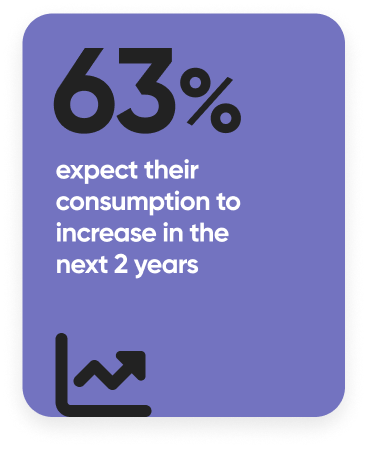 63%
expect their
consumption to
increase in the
next 2 years